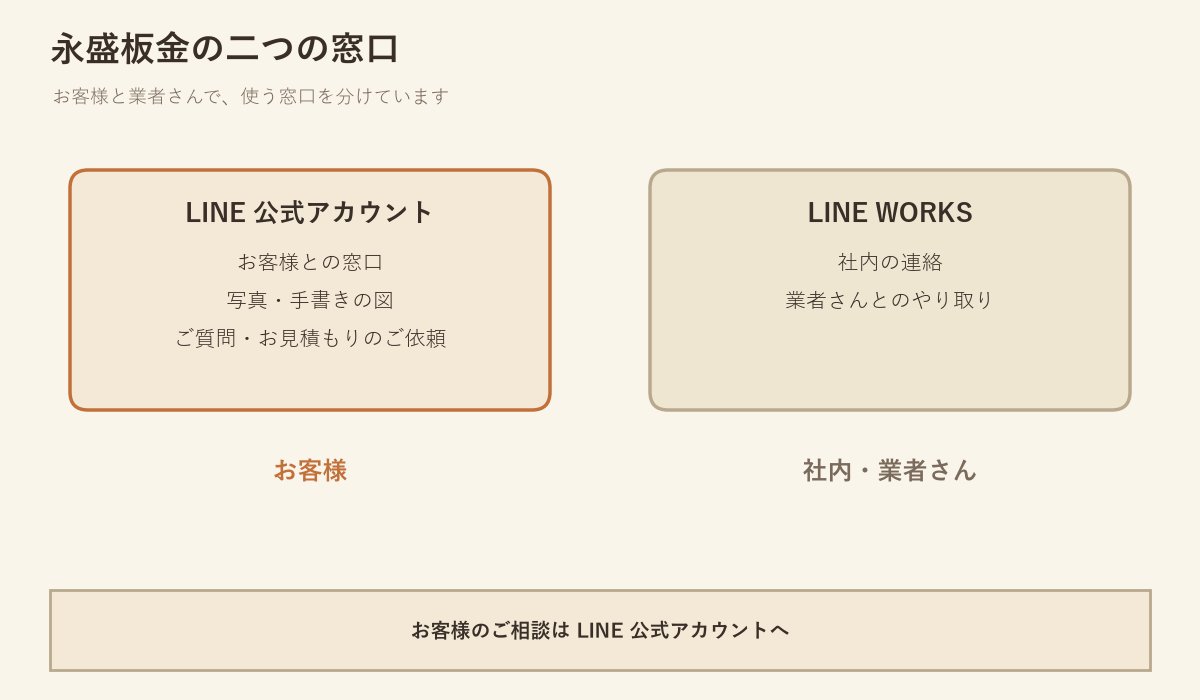 永盛板金の二つの窓口
お客様と業者さんで、使う窓口を分けています
LINE 公式アカウント
お客様との窓口
写真・手書きの図
ご質問・お見積もりのご依頼
お客様
LINE WORKS
社内の連絡
業者さんとのやり取り
社内・業者さん
お客様のご相談は LINE 公式アカウントへ